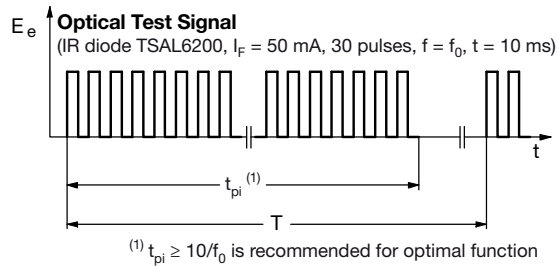 E e
Optical Test Signal
(IR diode TSAL6200, I F = 50 mA, 30 pulses, f = f 0, t = 10 ms)
t
t pi (1)
T
(1) t pi ≥ 10/f 0 is recommended for optimal function